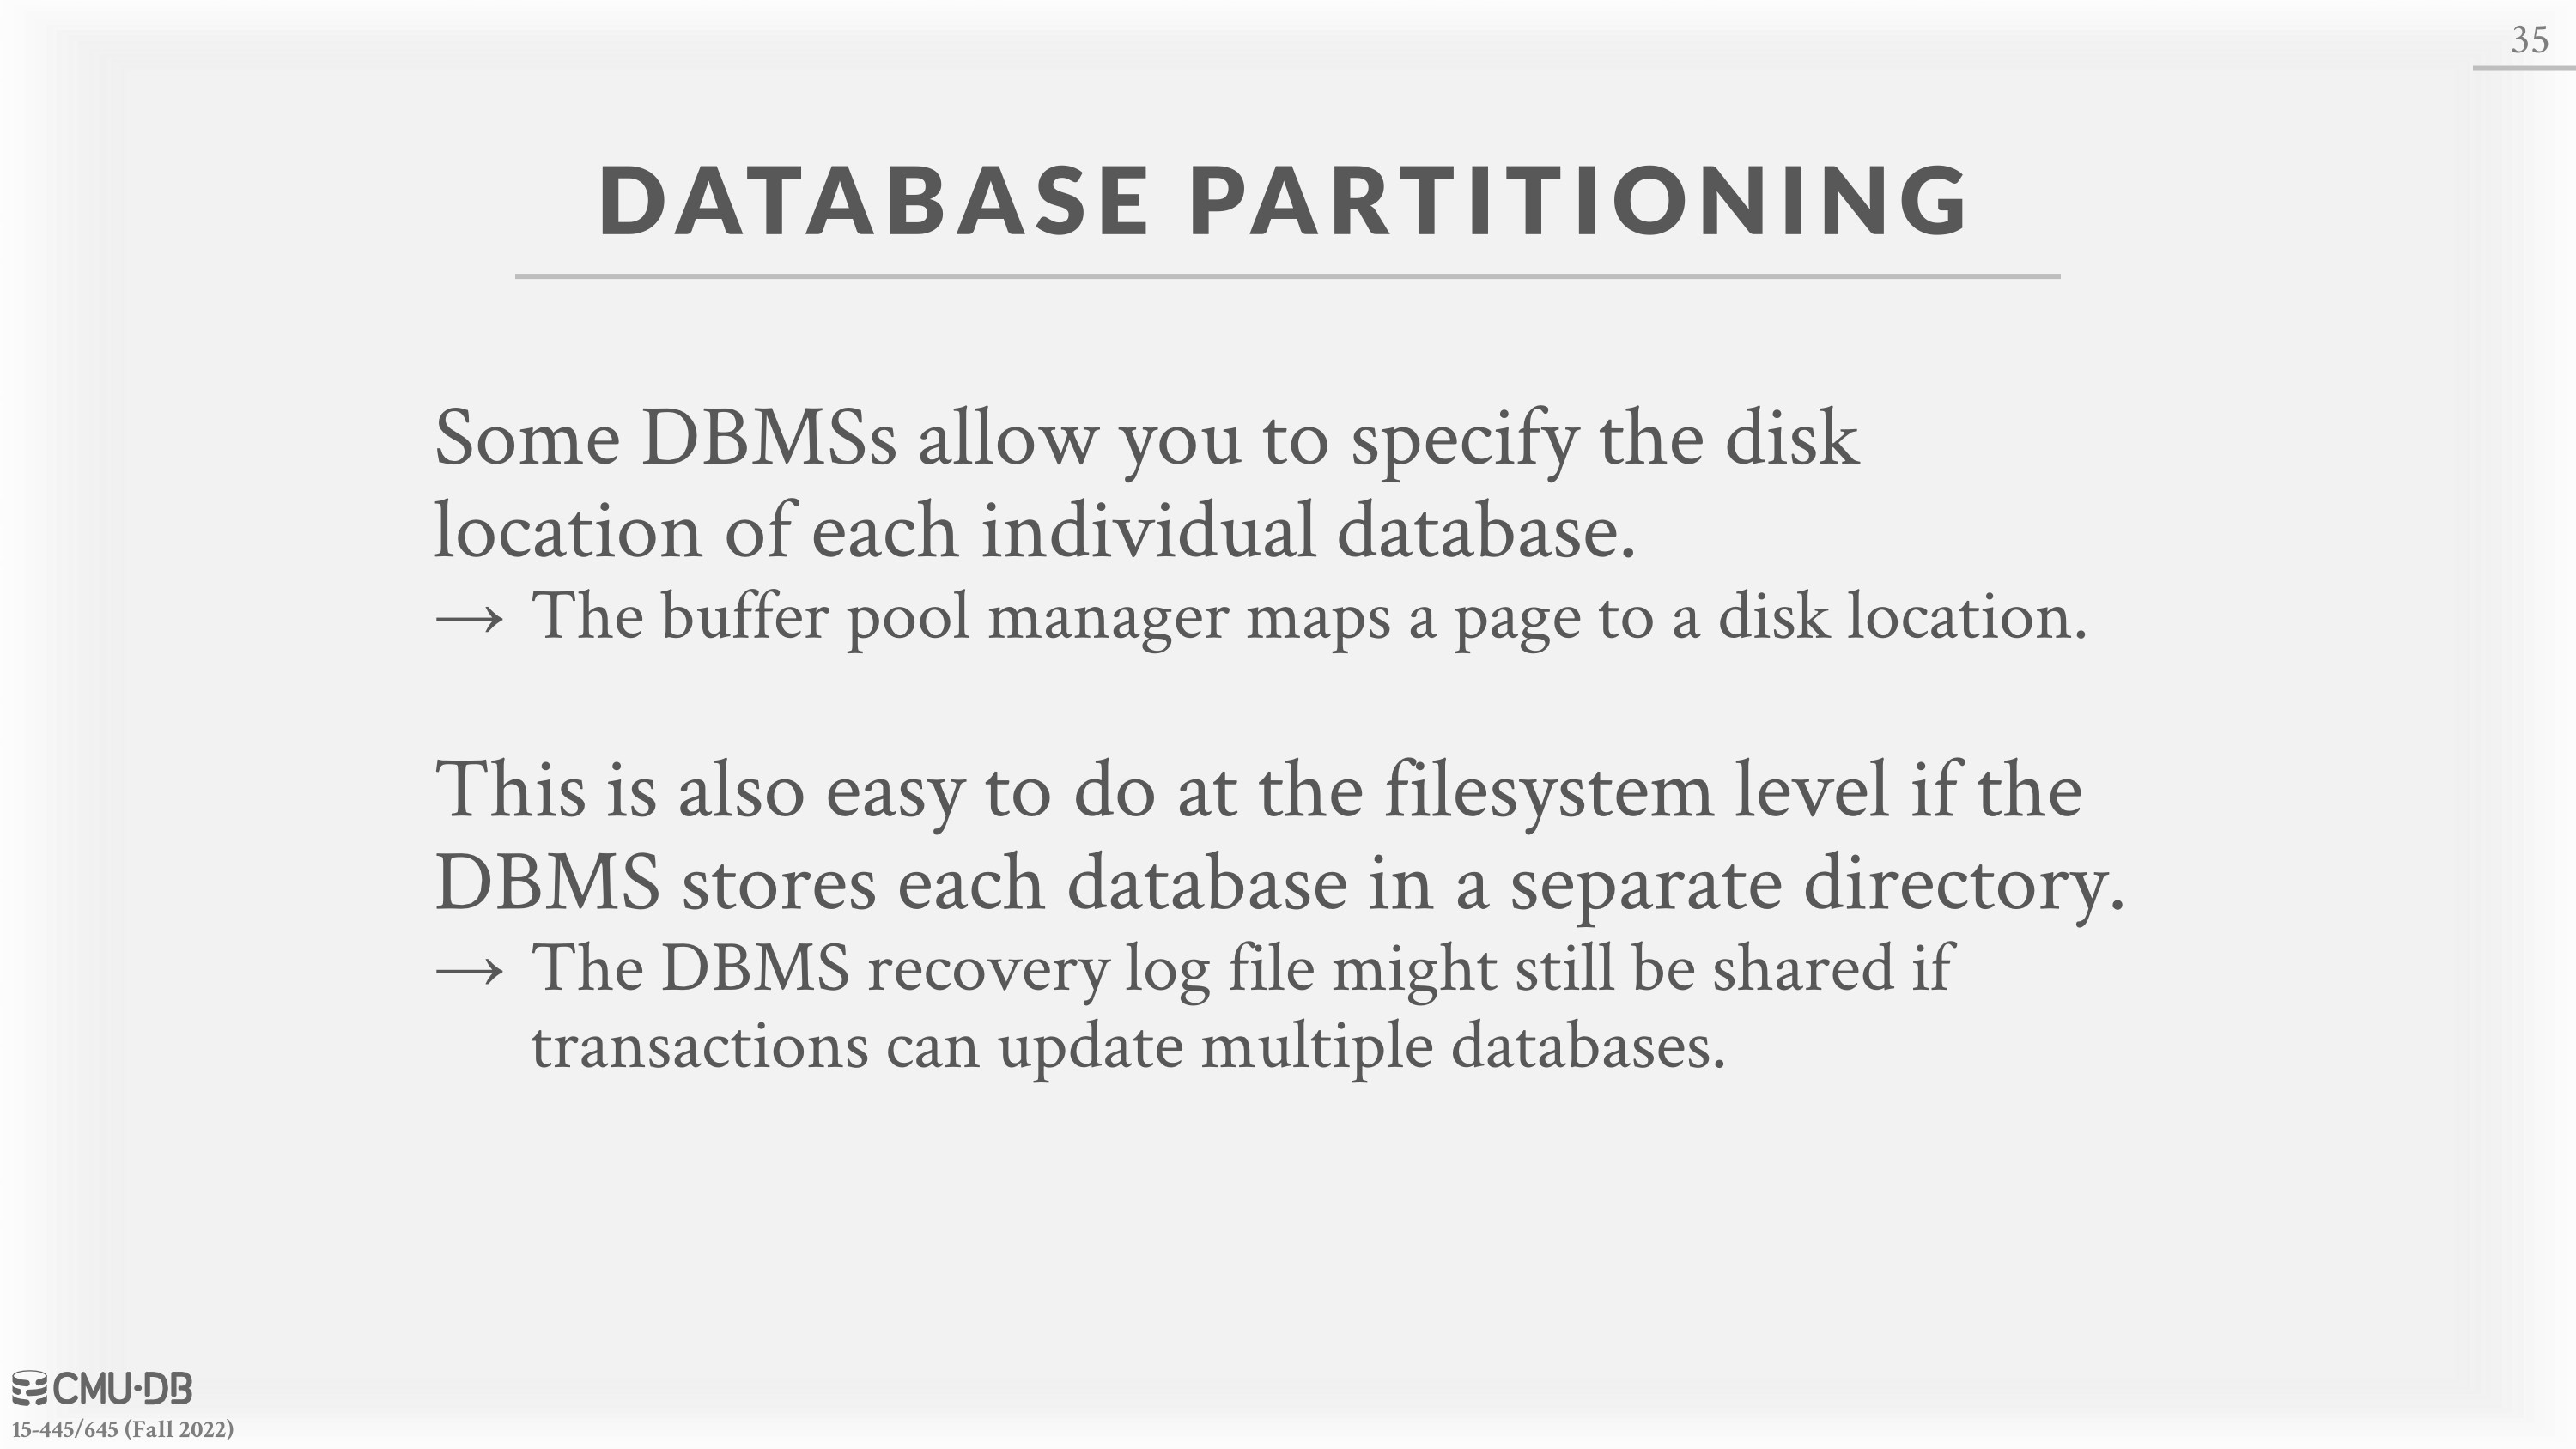 35
DATABASE PARTITIONING
Some DBMSs allow you to specify the disk
location of each individual database.
→ The buffer pool manager maps a page to a disk location.
This is also easy to do at the filesystem level if the
DBMS stores each database in a separate directory.
→ The DBMS recovery log file might still be shared if
transactions can update multiple databases.
CMU·DB
15-445/645 (Fall 2022)